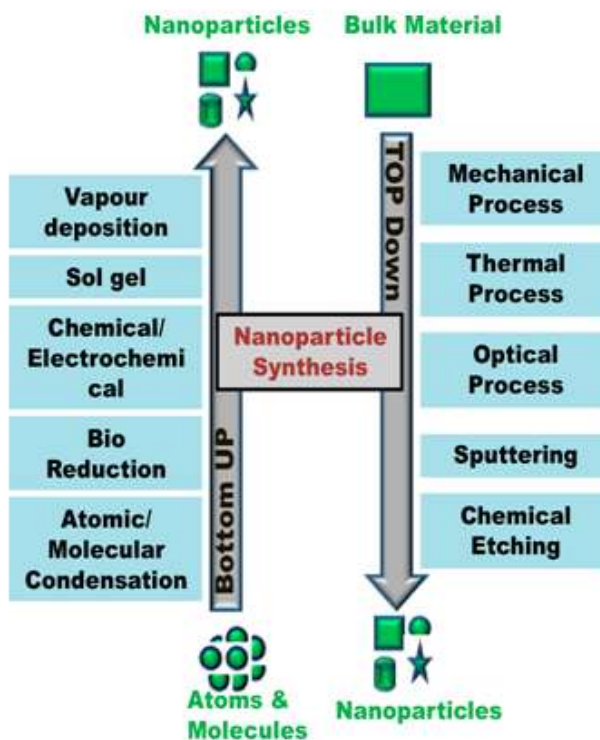 Nanoparticles
Bulk Material
Vapour
deposition
Sol gel
Chemical/
Electrochemi
cal
Bio
Reduction
Atomic/
Molecular
Condensation
Bottom UP
Nanoparticle
Synthesis
TOP Down
Mechanical
Process
Thermal
Process
Optical
Process
Sputtering
Chemical
Etching
Atoms &
Molecules
Nanoparticles